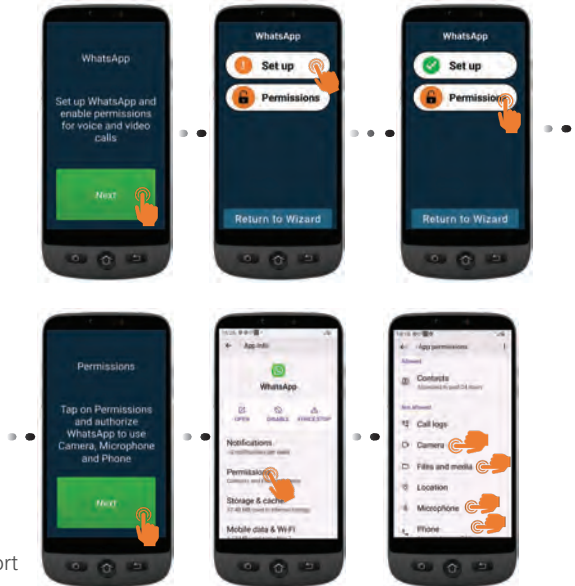 WhatsApp
Set up WhatsApp and
enable permissions
for voice and video
calls
Next
WhatsApp
Set up
Permissions
Return to Wizard
WhatsApp
Set up
Permissions
Return to Wizard
Permissions
Tap on Permissions
and authorize
WhatsApp to use
Camera, Microphone
and Phone
Next
App info
WhatsApp
OPEN
DISABLE
FORCE STOP
Notifications
Permissions
Storage & cache
Mobile data & Wi-Fi
App permissions
Allowed
Contacts
Not allowed
Call logs
Camera
Files and media
Location
Microphone
Phone
ort